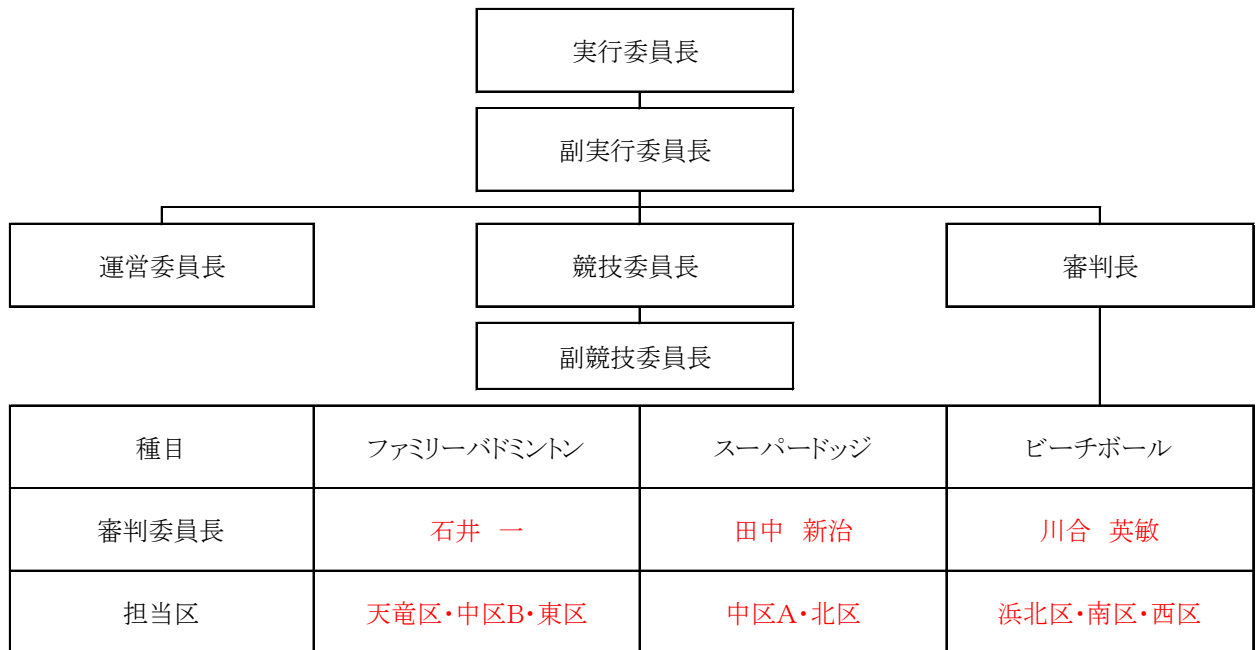 実行委員長
副実行委員長
運営委員長 競技委員長 審判長
副競技委員長
種目 ファミリーバドミントン スーパードッジ ビーチボール
審判委員長 石井 一 田中 新治 川合 英敏
担当区 天竜区・中区B・東区 中区A・北区 浜北区・南区・西区